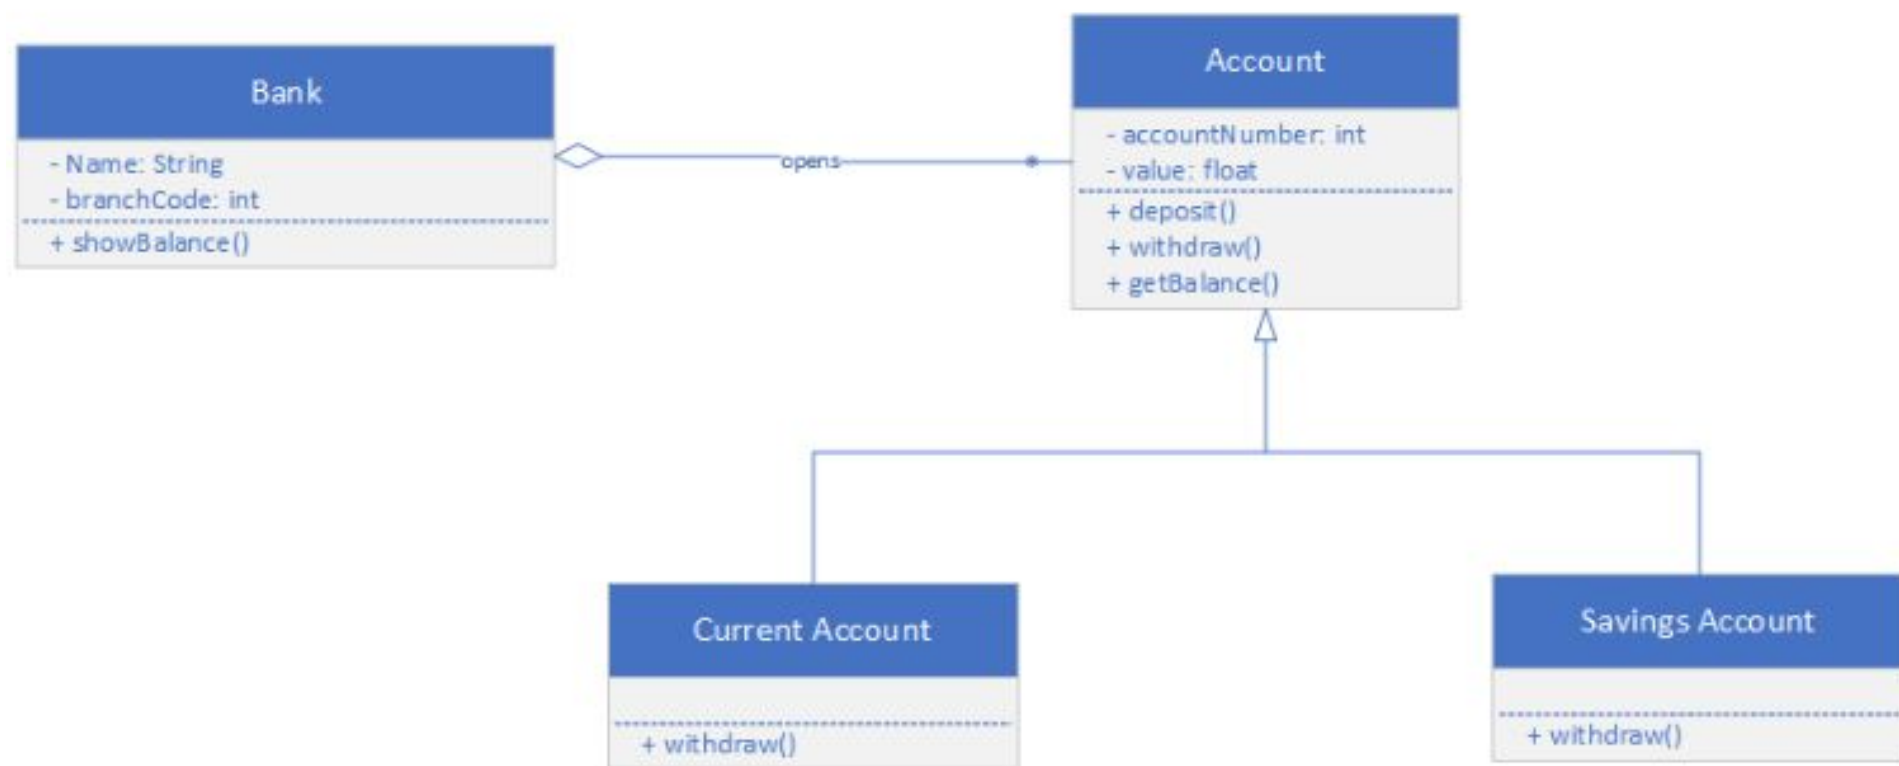 Bank
- Name: String
- branchCode: int
+ showBalance()
opens
*
Account
- accountNumber: int
- value: float
+ deposit()
+ withdraw()
+ getBalance()
Current Account
+ withdraw()
Savings Account
+ withdraw()